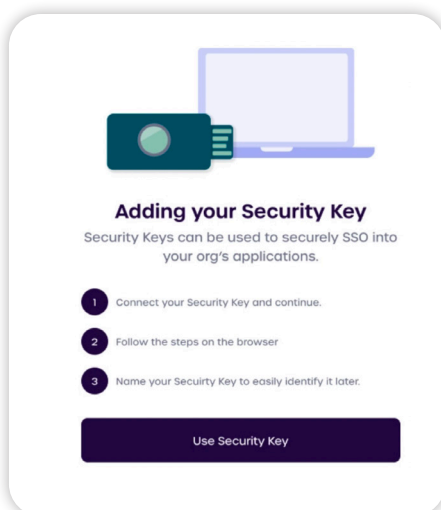 Adding your Security Key
Security Keys can be used to securely SSO into
your org's applications.
1 Connect your Security Key and continue.
2 Follow the steps on the browser
3 Name your Secuirty Key to easily identify it later.
Use Security Key